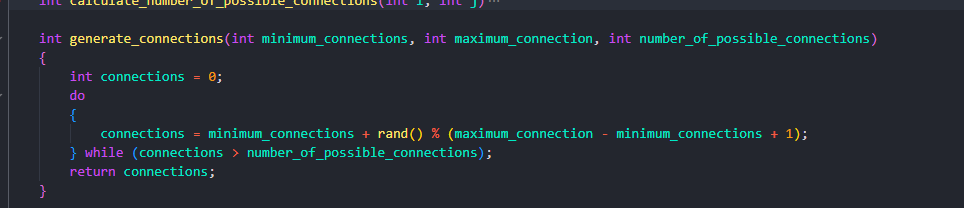 int calculate_number_of_possible_connections(int i, int j)...
int generate_connections(int minimum_connections, int maximum_connection, int number_of_possible_connections)
{
int connections = 0;
do
{
connections = minimum_connections + rand() % (maximum_connection - minimum_connections + 1);
} while (connections > number_of_possible_connections);
return connections;
}